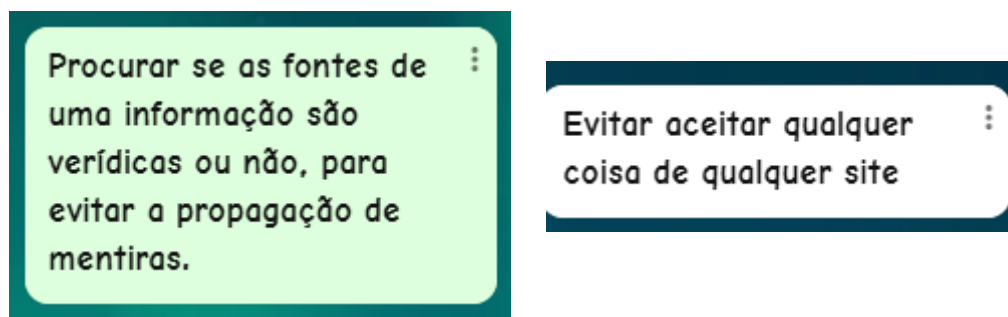 Procurar se as fontes de
uma informação são
verídicas ou não, para
evitar a propagação de
mentiras.
Evitar aceitar qualquer
coisa de qualquer site